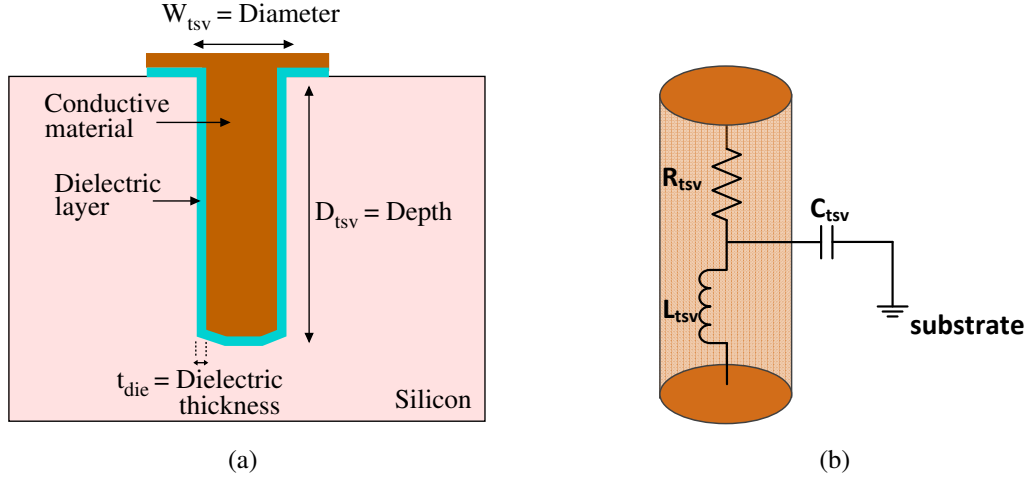 W_tsv = Diameter
Conductive
material
Dielectric
layer
D_tsv = Depth
t_die = Dielectric
thickness
Silicon
(a)
R_tsv
C_tsv
L_tsv
substrate
(b)